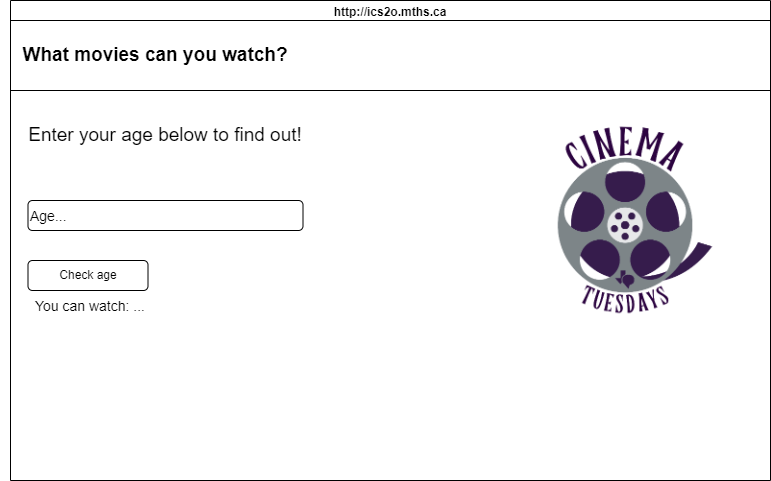 http://ics2o.mths.ca
What movies can you watch?
Enter your age below to find out!
CINEMA
Age...
Check age
TUESDAYS
You can watch: ...